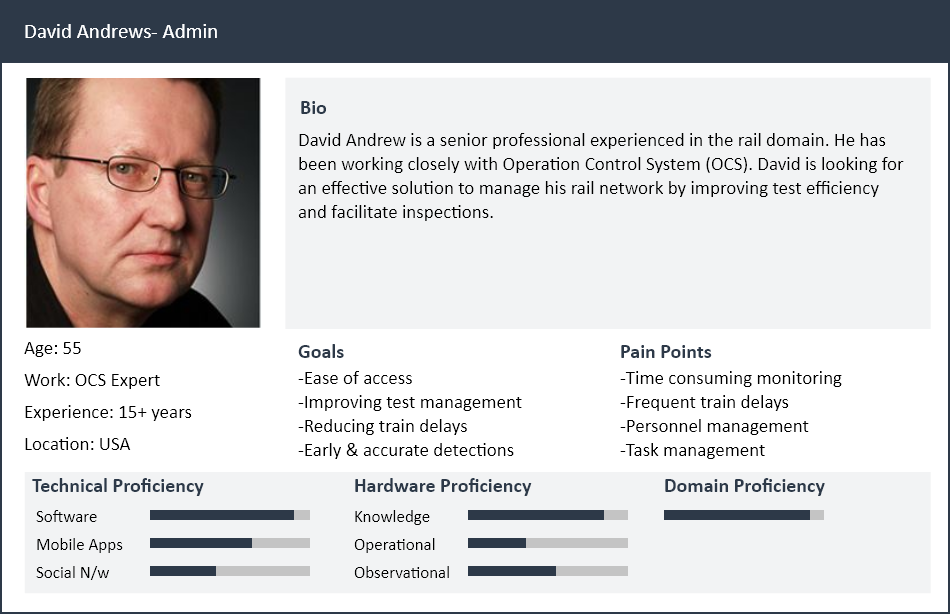 David Andrews- Admin
Bio
David Andrew is a senior professional experienced in the rail domain. He has
been working closely with Operation Control System (OCS). David is looking for
an effective solution to manage his rail network by improving test efficiency
and facilitate inspections.
Age: 55
Work: OCS Expert
Experience: 15+ years
Location: USA
Goals
-Ease of access
-Improving test management
-Reducing train delays
-Early & accurate detections
Pain Points
-Time consuming monitoring
-Frequent train delays
-Personnel management
-Task management
Technical Proficiency
Software
Mobile Apps
Social N/w
Hardware Proficiency
Knowledge
Operational
Observational
Domain Proficiency